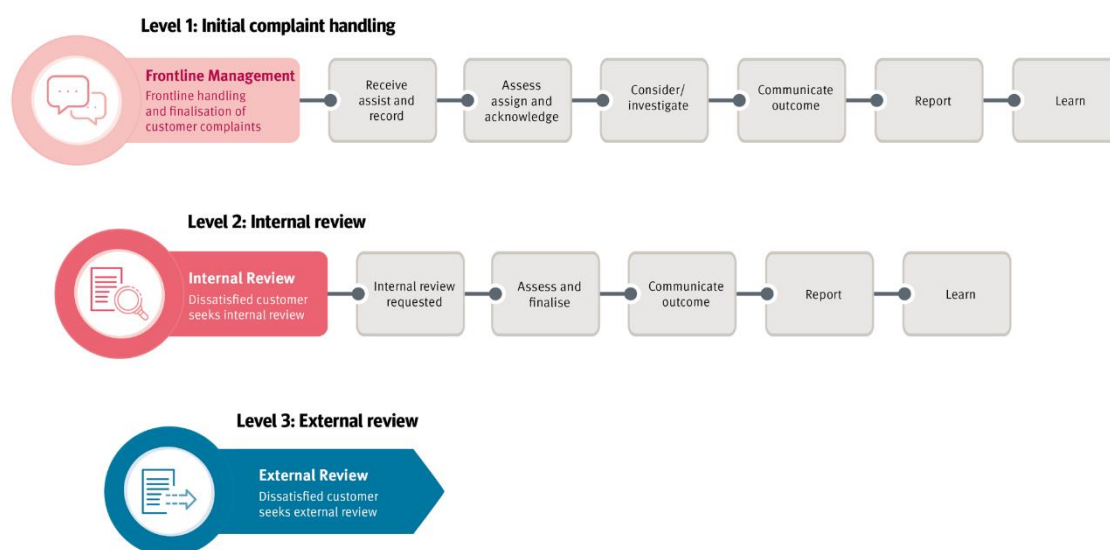 Level 1: Initial complaint handling
Frontline Management
Frontline handling
and finalisation of
customer complaints
Receive
assist and
record
Assess
assign and
acknowledge
Consider/
investigate
Communicate
outcome
Report
Learn
Level 2: Internal review
Internal Review
Dissatisfied customer
seeks internal review
Internal review
requested
Assess and
finalise
Communicate
outcome
Report
Learn
Level 3: External review
External Review
Dissatisfied customer
seeks external review